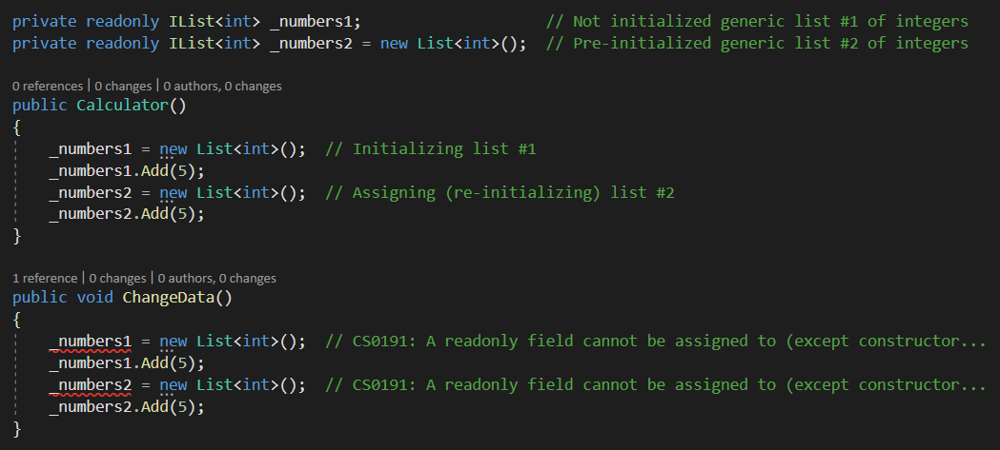 private readonly IList<int> _numbers1;                    // Not initialized generic list #1 of integers
private readonly IList<int> _numbers2 = new List<int>();  // Pre-initialized generic list #2 of integers
0 references | 0 changes | 0 authors, 0 changes
public Calculator()
{
    _numbers1 = new List<int>();  // Initializing list #1
    _numbers1.Add(5);
    _numbers2 = new List<int>();  // Assigning (re-initializing) list #2
    _numbers2.Add(5);
}
1 reference | 0 changes | 0 authors, 0 changes
public void ChangeData()
{
    _numbers1 = new List<int>();  // CS0191: A readonly field cannot be assigned to (except constructor...
    _numbers1.Add(5);
    _numbers2 = new List<int>();  // CS0191: A readonly field cannot be assigned to (except constructor...
    _numbers2.Add(5);
}